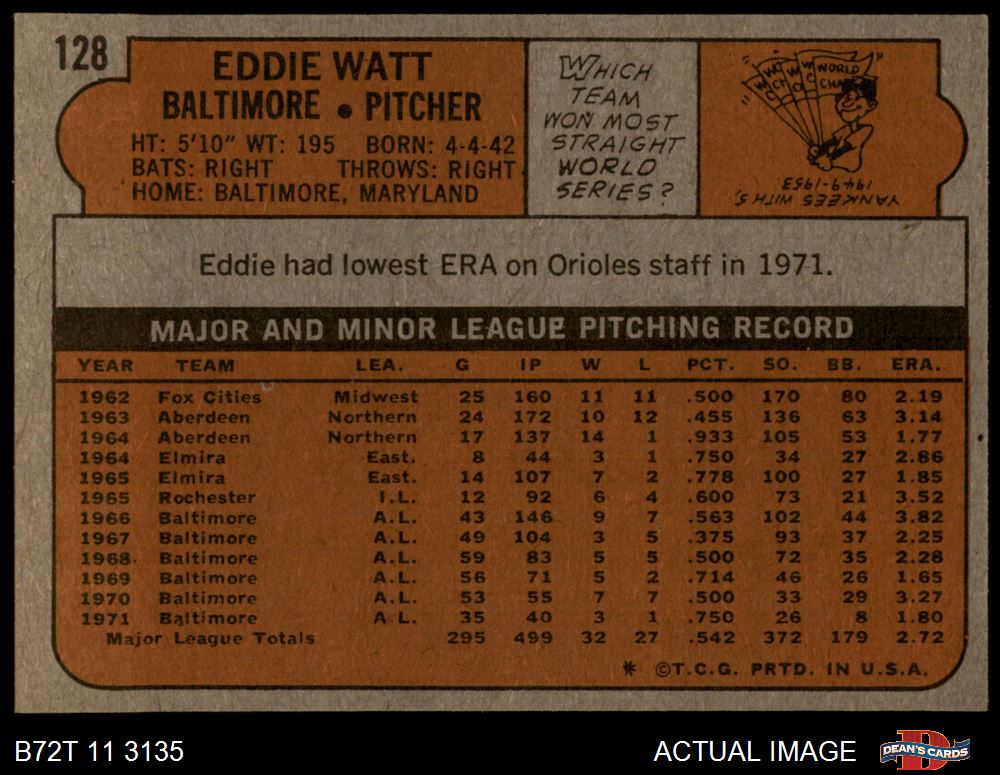 128
EDDIE WATT
BALTIMORE • PITCHER
HT: 5'10" WT: 195 BORN: 4-4-42
BATS: RIGHT THROWS: RIGHT
HOME: BALTIMORE, MARYLAND
WHICH
TEAM
WON MOST
STRAIGHT
WORLD
SERIES?
WORLD
CHA
YANKEES WITH 5,
1949-1953.
Eddie had lowest ERA on Orioles staff in 1971.
MAJOR AND MINOR LEAGUE PITCHING RECORD
YEAR TEAM LEA. G IP W L PCT. SO. BB. ERA.
1962 Fox Cities Midwest 25 160 11 11 .500 170 80 2.19
1963 Aberdeen Northern 24 172 10 12 .455 136 63 3.14
1964 Aberdeen Northern 17 137 14 1 .933 105 53 1.77
1964 Elmira East. 8 44 3 1 .750 34 27 2.86
1965 Elmira East. 14 107 7 2 .778 100 27 1.85
1965 Rochester I.L. 12 92 6 4 .600 73 21 3.52
1966 Baltimore A.L. 43 146 9 7 .563 102 44 3.82
1967 Baltimore A.L. 49 104 3 5 .375 93 37 2.25
1968 Baltimore A.L. 59 83 5 5 .500 72 35 2.28
1969 Baltimore A.L. 56 71 5 2 .714 46 26 1.65
1970 Baltimore A.L. 53 55 7 7 .500 33 29 3.27
1971 Baltimore A.L. 35 40 3 1 .750 26 8 1.80
Major League Totals 295 499 32 27 .542 372 179 2.72
* ©T.C.G. PRTD. IN U.S.A.
B72T 11 3135
ACTUAL IMAGE
D
DEAN'S CARDS